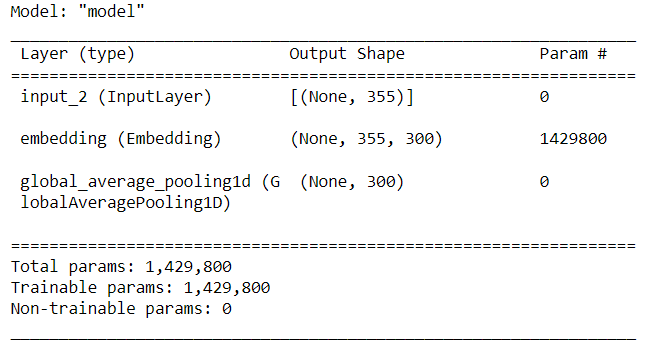 Model: "model"
_________________________________________________________________
Layer (type) Output Shape Param #
=================================================================
input_2 (InputLayer) [(None, 355)] 0
embedding (Embedding) (None, 355, 300) 1429800
global_average_pooling1d (G (None, 300) 0
lobalAveragePooling1D)
=================================================================
Total params: 1,429,800
Trainable params: 1,429,800
Non-trainable params: 0
_________________________________________________________________